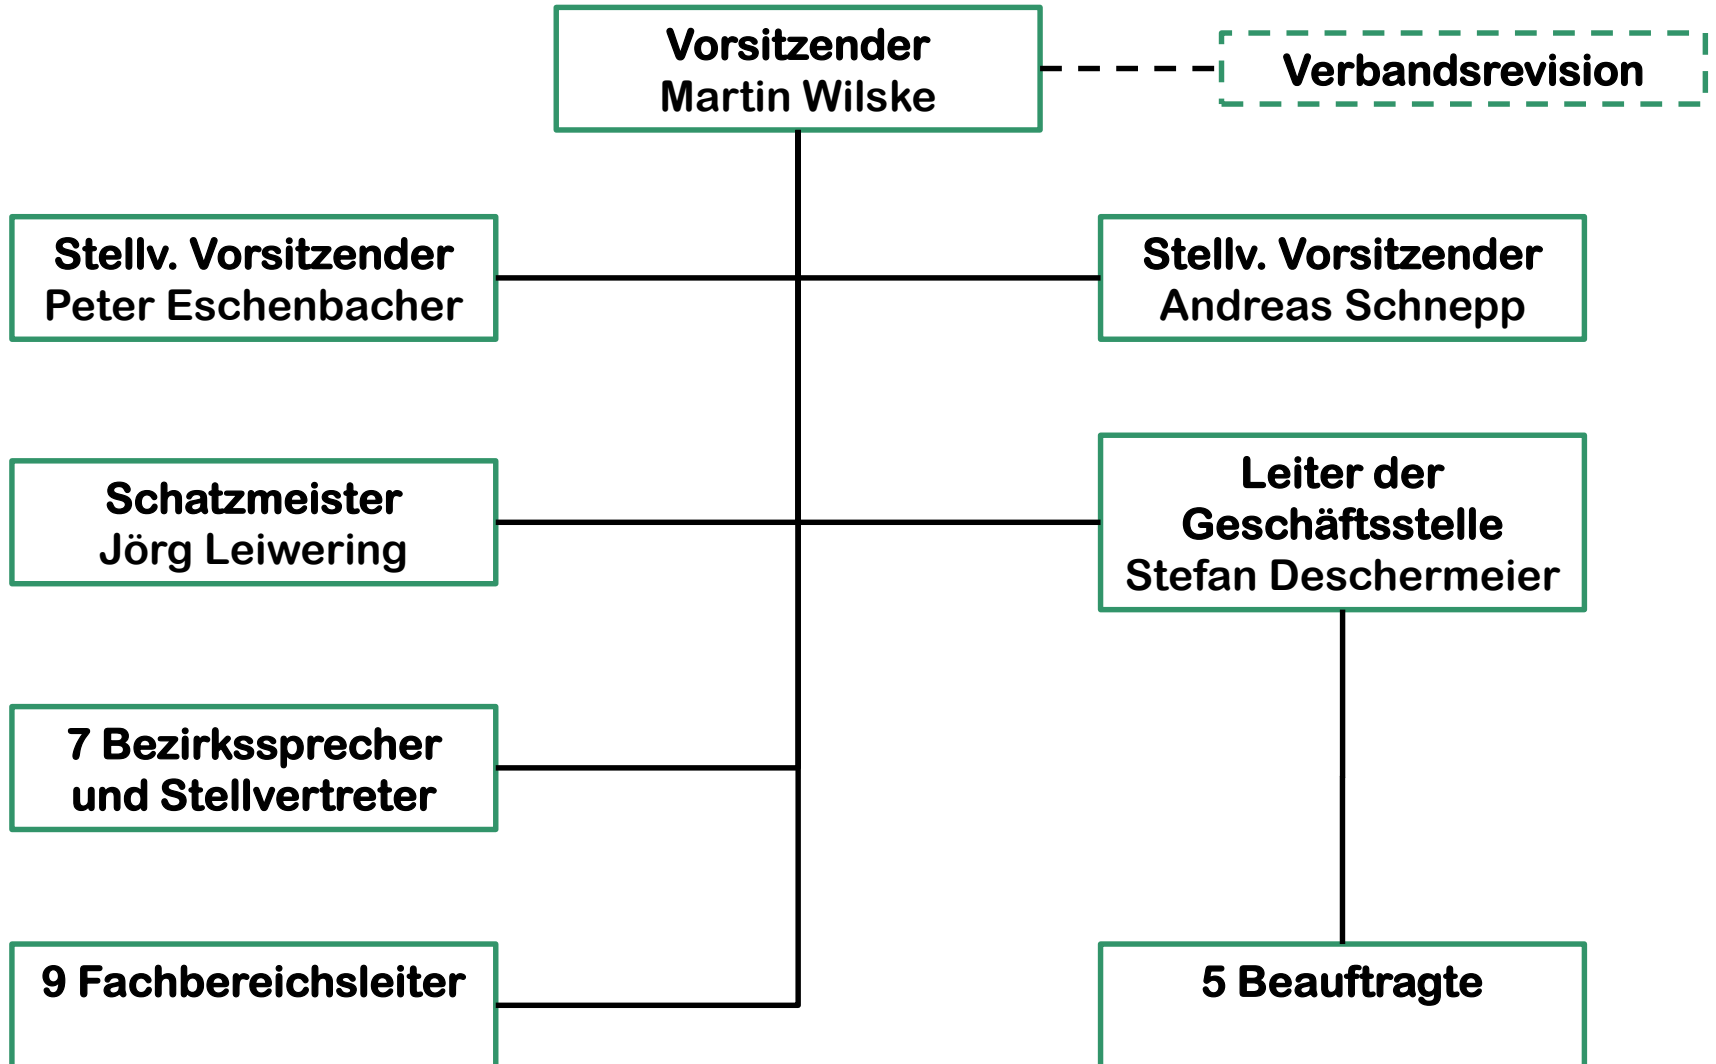 Vorsitzender
Martin Wilske
Verbandsrevision
Stellv. Vorsitzender
Peter Eschenbacher
Stellv. Vorsitzender
Andreas Schnepp
Schatzmeister
Jörg Leiwering
Leiter der
Geschäftsstelle
Stefan Deschermeier
7 Bezirkssprecher
und Stellvertreter
9 Fachbereichsleiter
5 Beauftragte